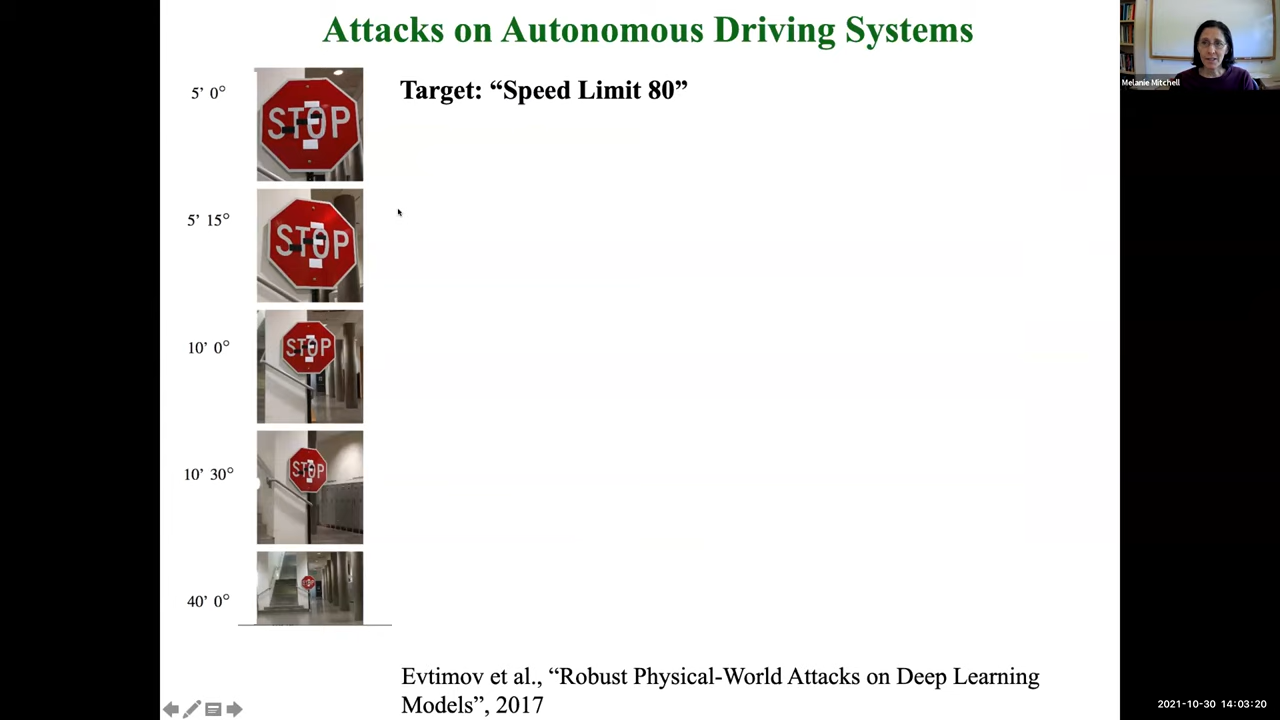 Attacks on Autonomous Driving Systems
Melanie Mitchell
Target: “Speed Limit 80”
5’ 0°
STOP
5’ 15°
STOP
10’ 0°
STOP
10’ 30°
STOP
40’ 0°
Evtimov et al., “Robust Physical-World Attacks on Deep Learning
Models”, 2017
2021-10-30 14:03:20